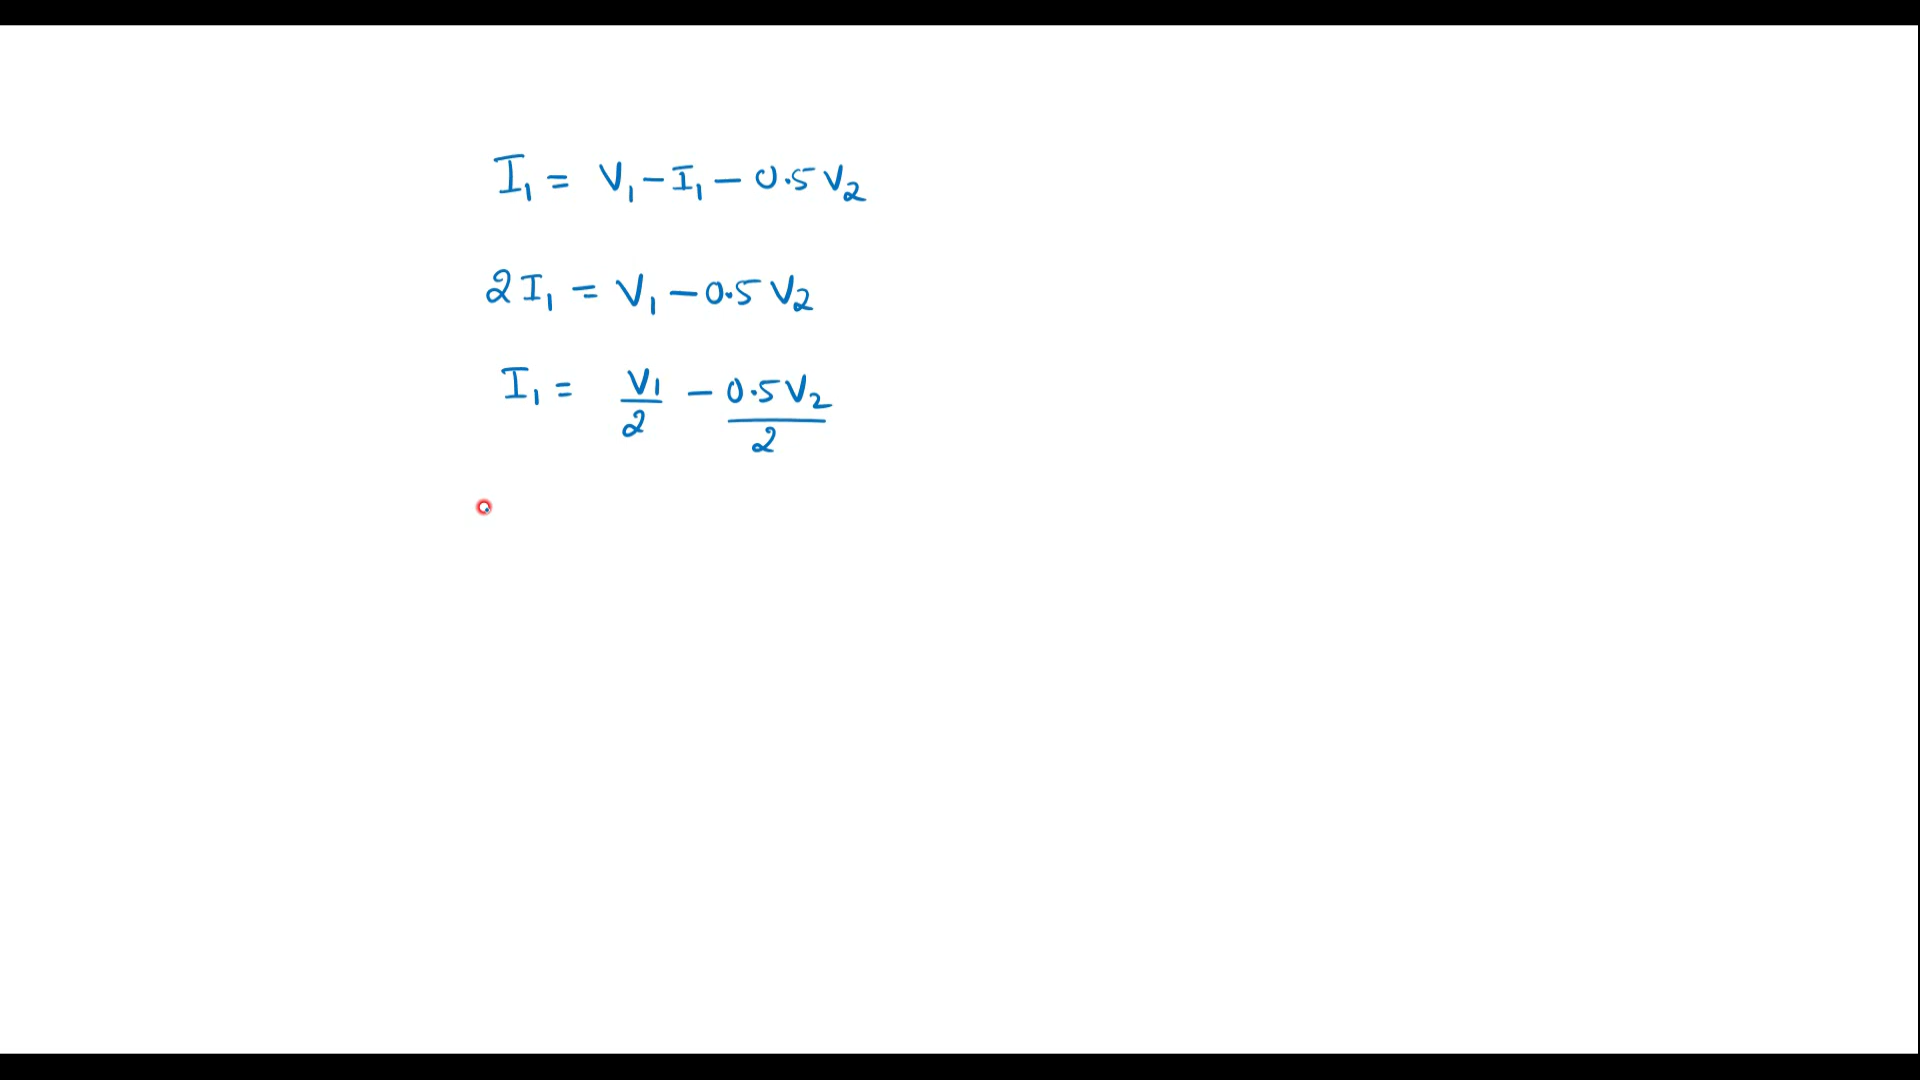 I₁ = V₁ - I₁ - 0.5 V₂
2 I₁ = V₁ - 0.5 V₂
I₁ = V₁/2 - 0.5 V₂/2